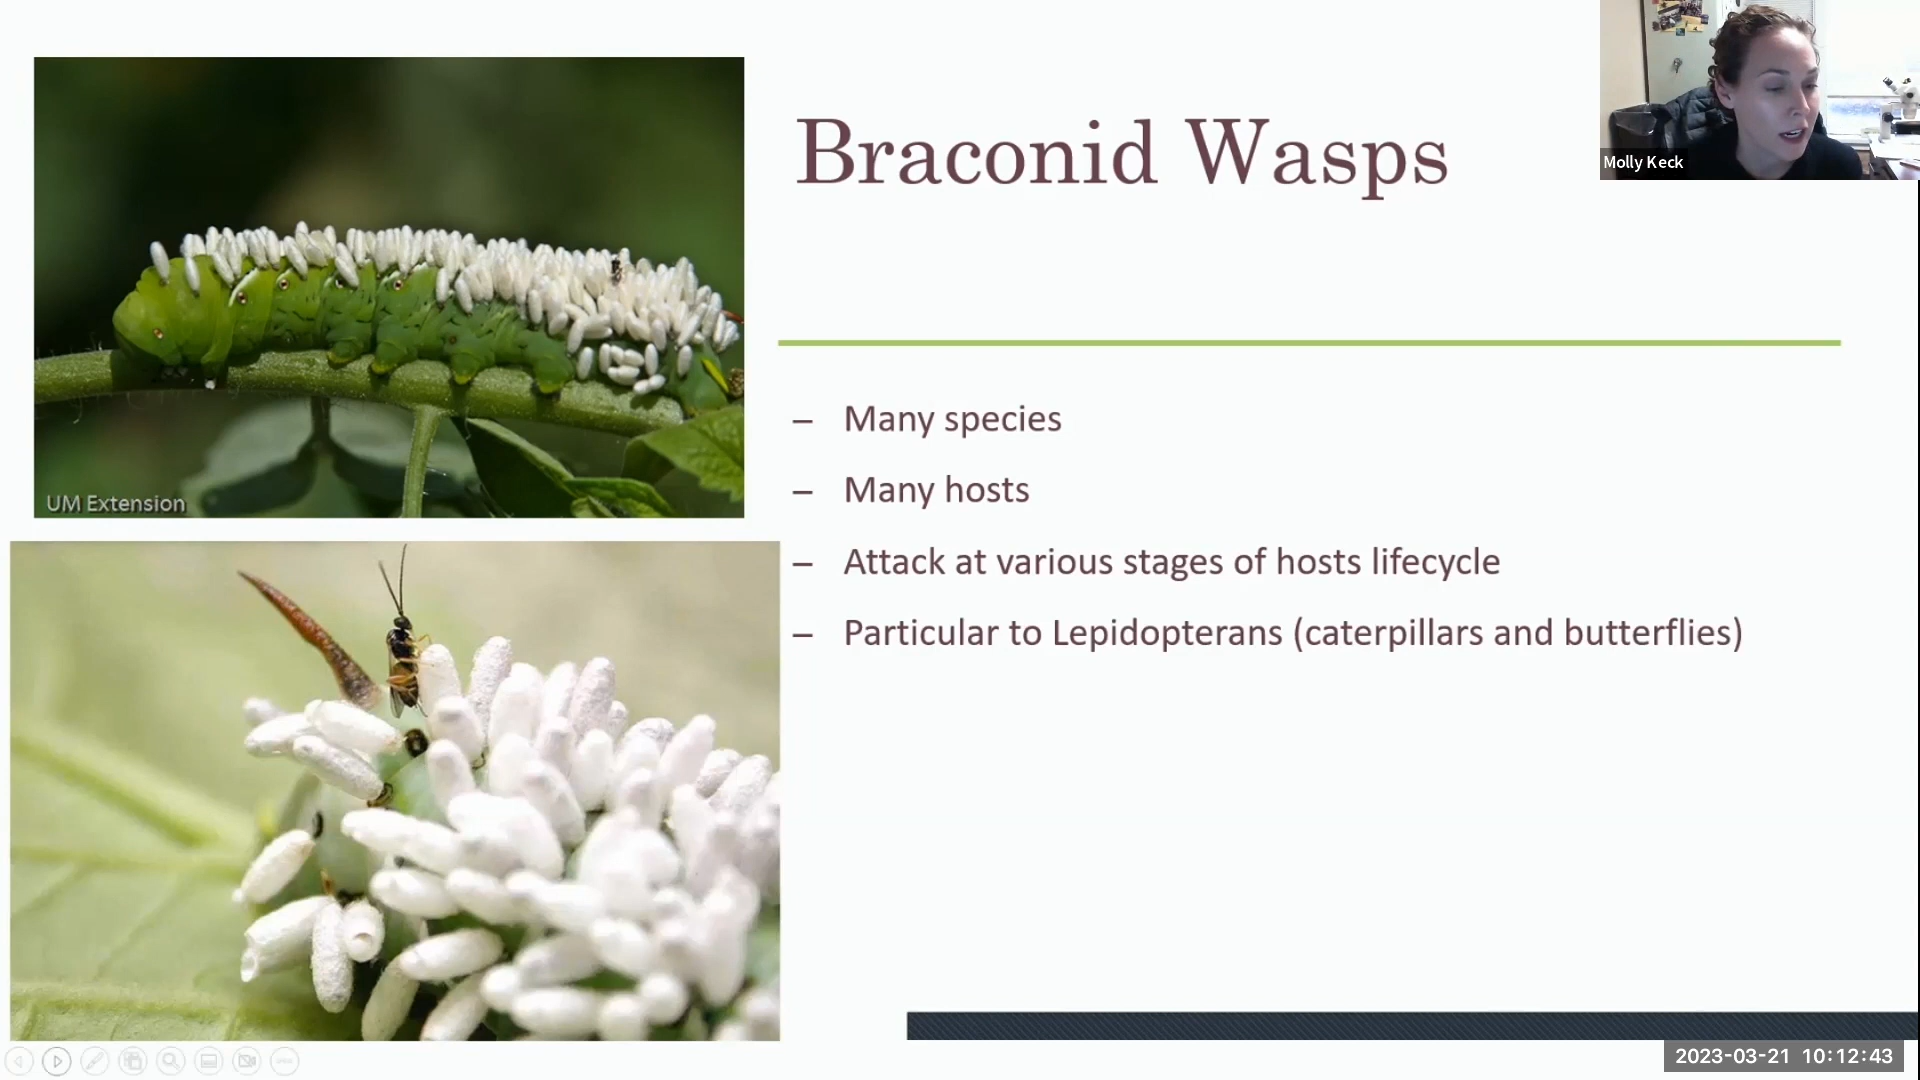 Braconid Wasps
Molly Keck
– Many species
– Many hosts
– Attack at various stages of hosts lifecycle
– Particular to Lepidopterans (caterpillars and butterflies)
UM Extension
2023-03-21 10:12:43